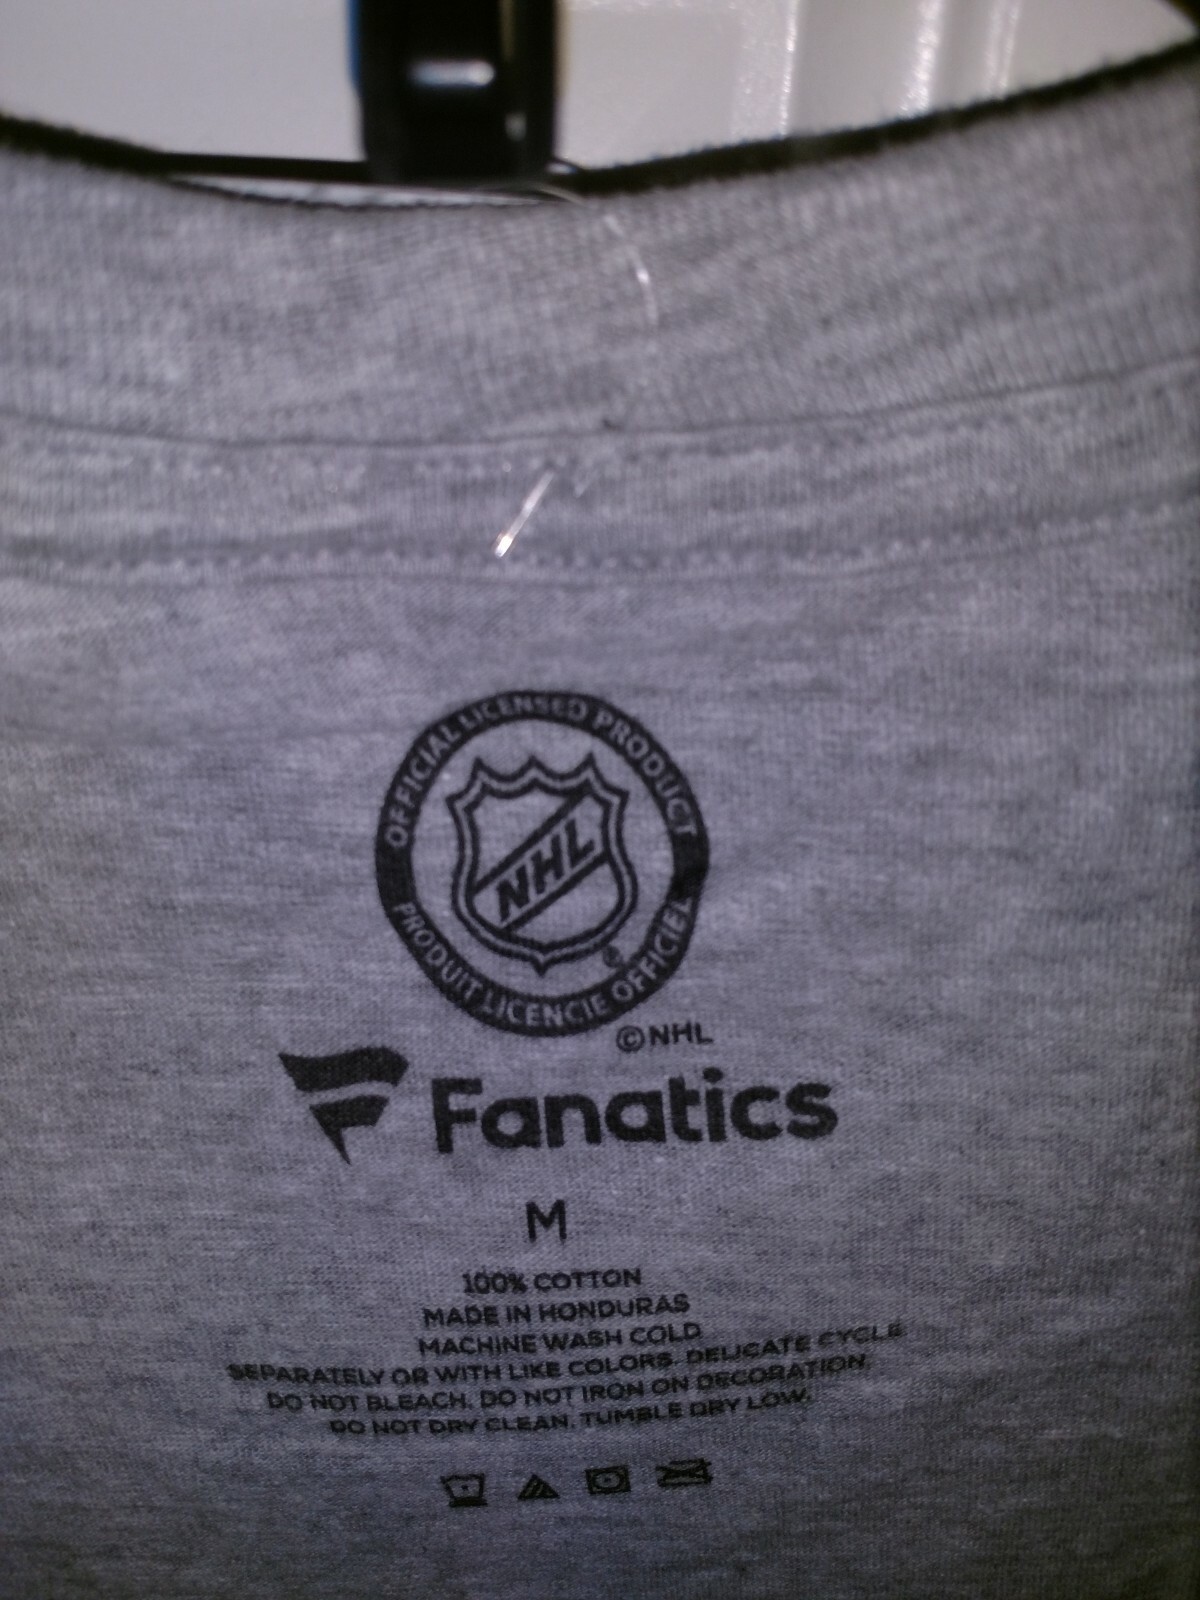 OFFICIAL LICENSED PRODUCT
NHL
®
PRODUIT LICENCIE OFFICIEL
©NHL
Fanatics
M
100% COTTON
MADE IN HONDURAS
MACHINE WASH COLD
SEPARATELY OR WITH LIKE COLORS. DELICATE CYCLE
DO NOT BLEACH. DO NOT IRON ON DECORATION.
DO NOT DRY CLEAN. TUMBLE DRY LOW.